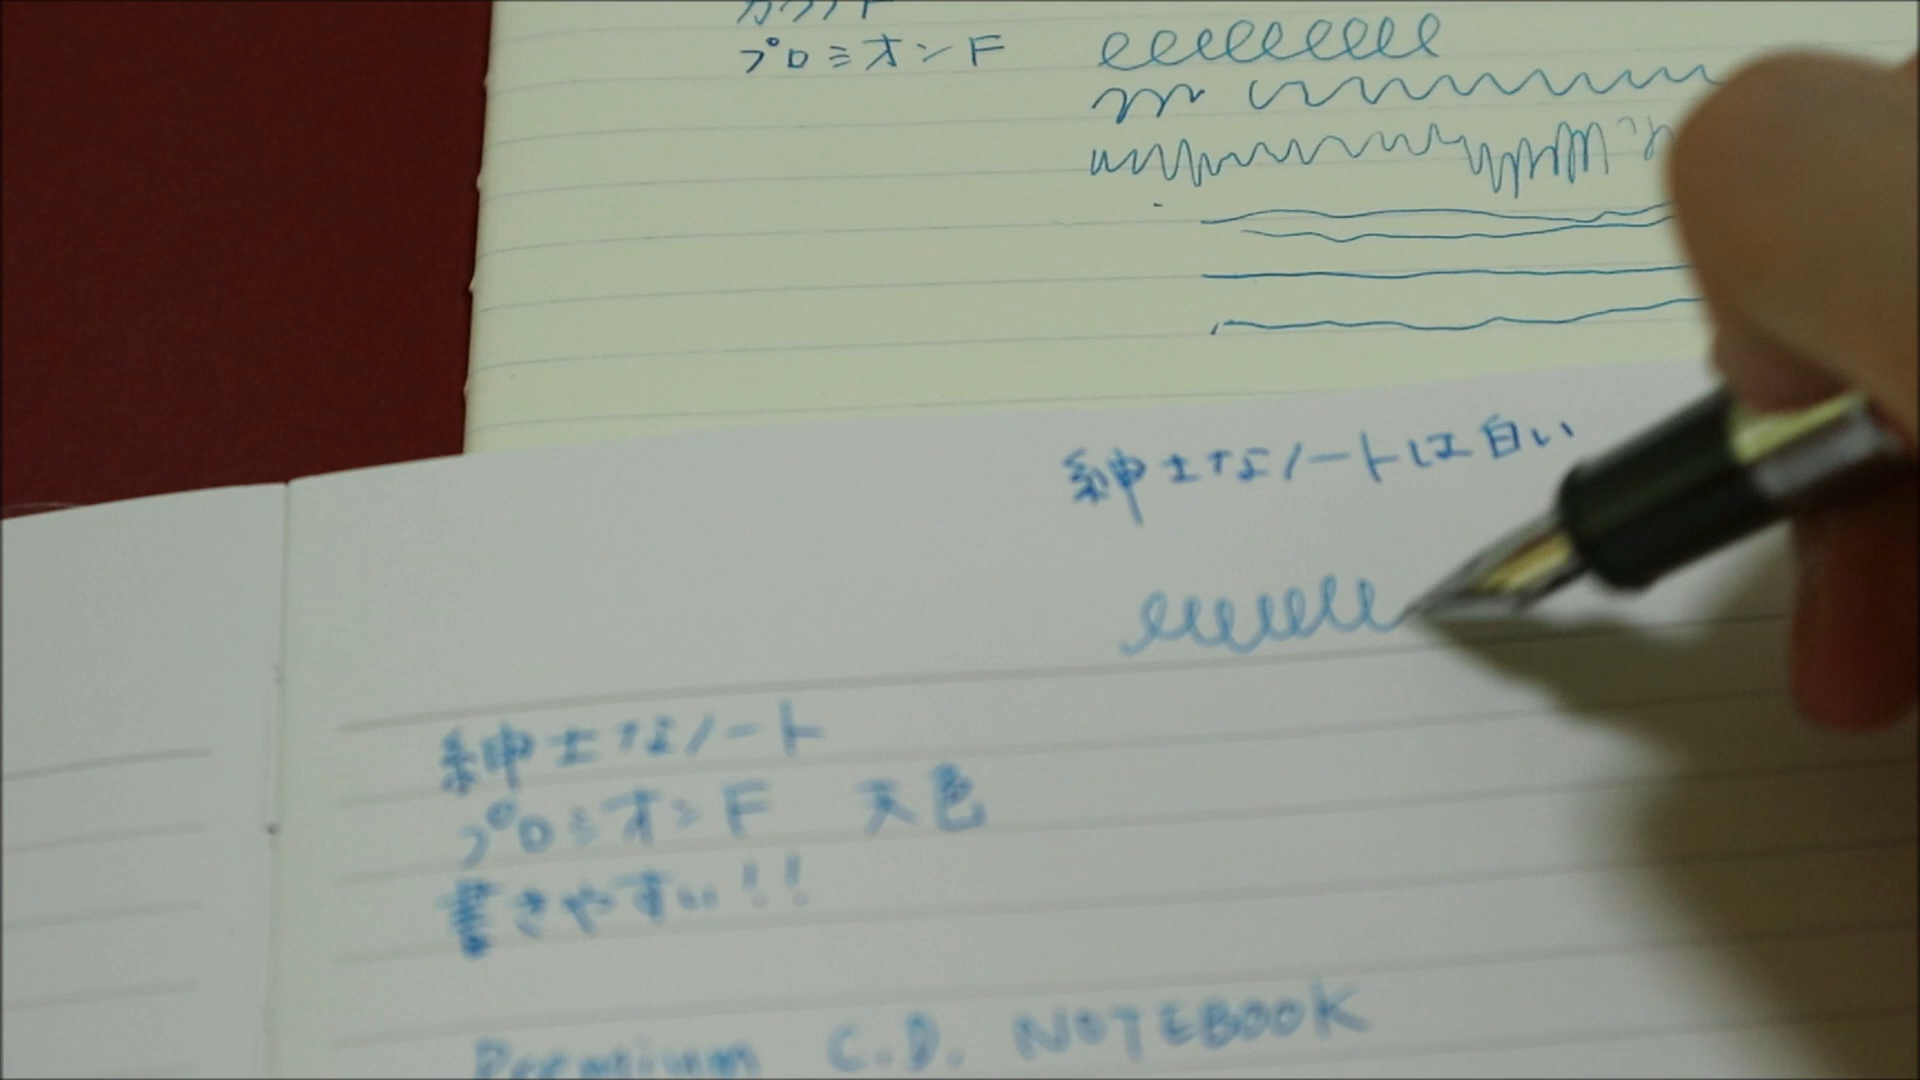 プロミオンF
紳士なノートは白い
紳士なノート
プロミオンF 天色
書きやすい!!
Premium C.D. NOTEBOOK